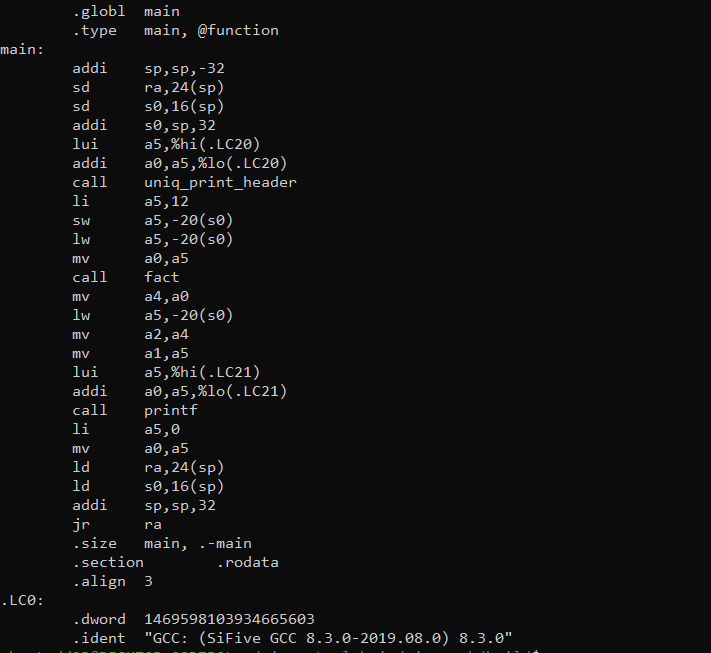 .globl main
.type main, @function
main:
addi sp,sp,-32
sd ra,24(sp)
sd s0,16(sp)
addi s0,sp,32
lui a5,%hi(.LC20)
addi a0,a5,%lo(.LC20)
call uniq_print_header
li a5,12
sw a5,-20(s0)
lw a5,-20(s0)
mv a0,a5
call fact
mv a4,a0
lw a5,-20(s0)
mv a2,a4
mv a1,a5
lui a5,%hi(.LC21)
addi a0,a5,%lo(.LC21)
call printf
li a5,0
mv a0,a5
ld ra,24(sp)
ld s0,16(sp)
addi sp,sp,32
jr ra
.size main, .-main
.section .rodata
.align 3
.LC0:
.dword 1469598103934665603
.ident "GCC: (SiFive GCC 8.3.0-2019.08.0) 8.3.0"